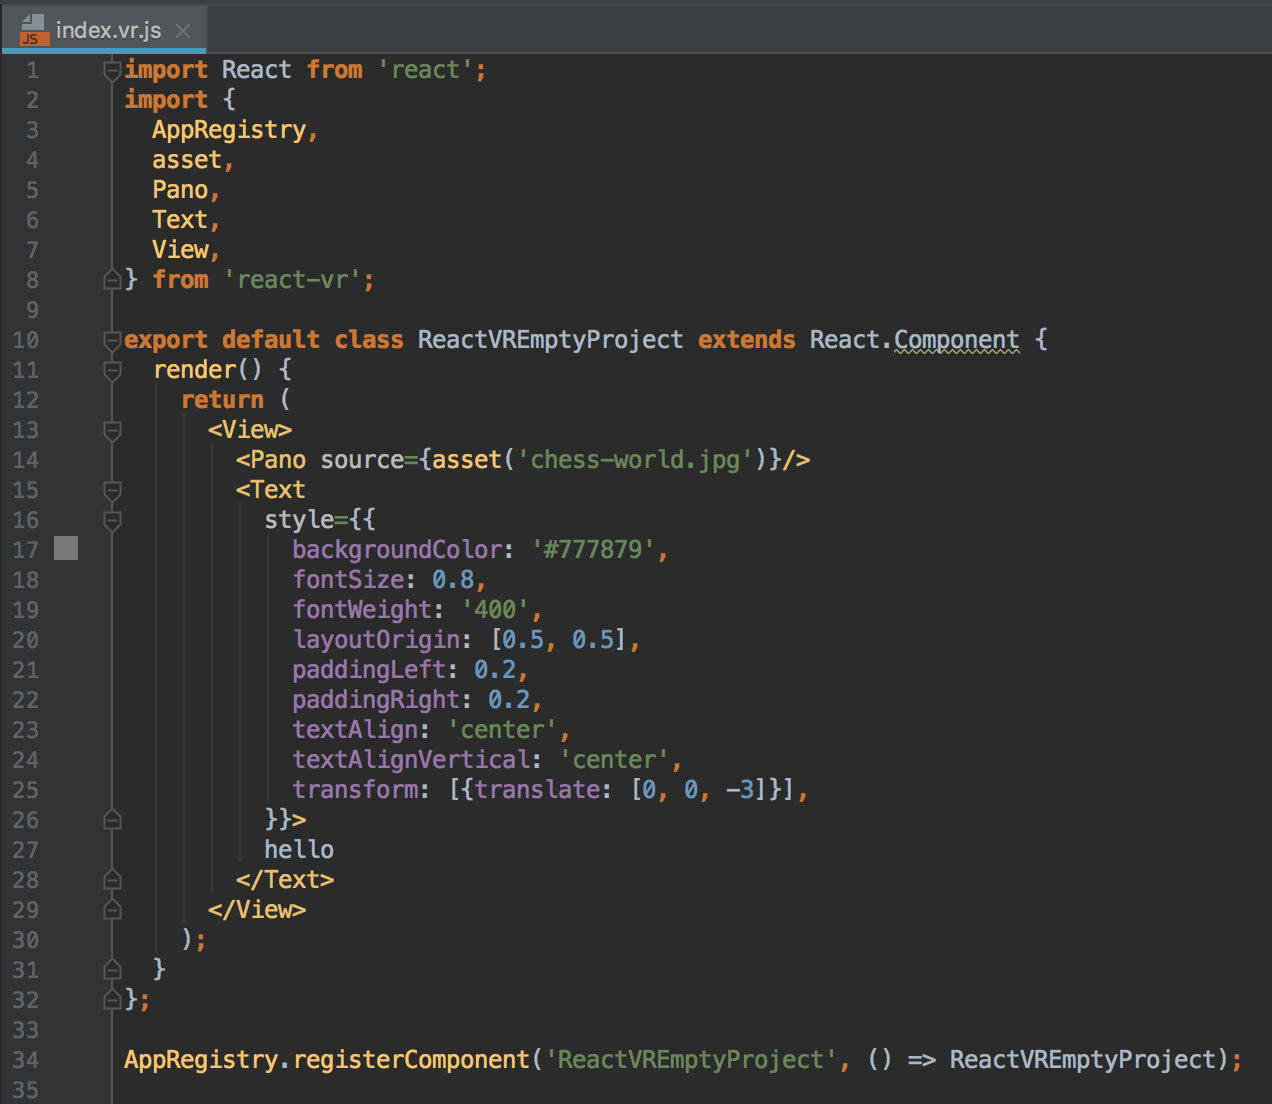 index.vr.js
JS
1 import React from 'react';
2 import {
3   AppRegistry,
4   asset,
5   Pano,
6   Text,
7   View,
8 } from 'react-vr';
9
10 export default class ReactVREmptyProject extends React.Component {
11   render() {
12     return (
13       <View>
14         <Pano source={asset('chess-world.jpg')}/>
15         <Text
16           style={{
17             backgroundColor: '#777879',
18             fontSize: 0.8,
19             fontWeight: '400',
20             layoutOrigin: [0.5, 0.5],
21             paddingLeft: 0.2,
22             paddingRight: 0.2,
23             textAlign: 'center',
24             textAlignVertical: 'center',
25             transform: [{translate: [0, 0, -3]}],
26           }}>
27           hello
28         </Text>
29       </View>
30     );
31   }
32 };
33
34 AppRegistry.registerComponent('ReactVREmptyProject', () => ReactVREmptyProject);
35